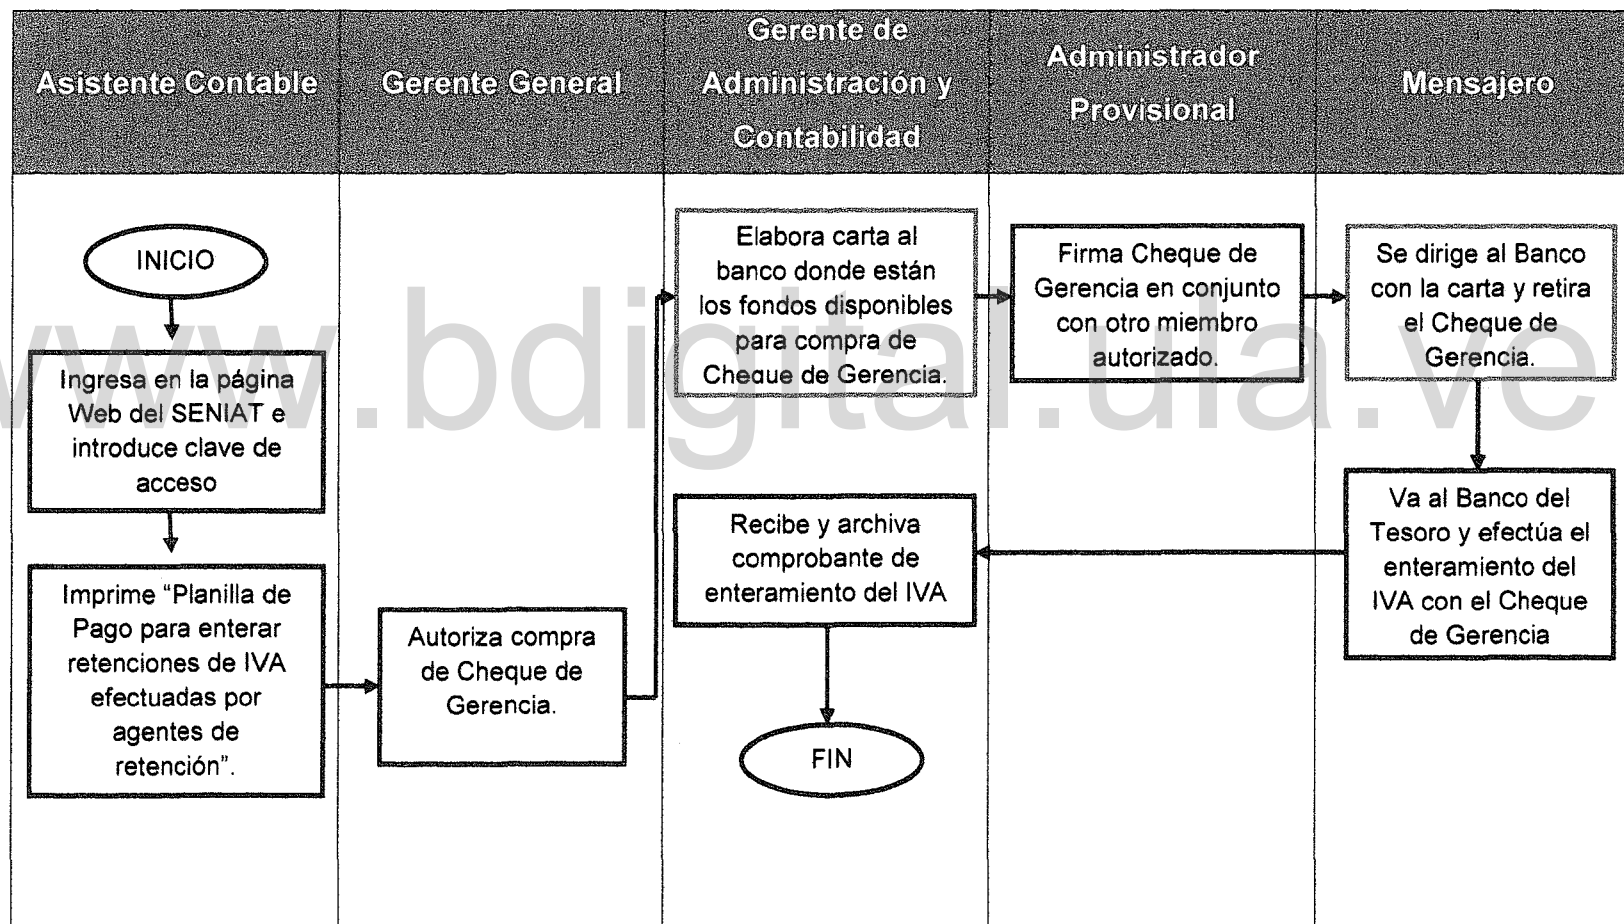 Asistente Contable
Gerente General
Gerente de
Administración y
Contabilidad
Administrador
Provisional
Mensajero
INICIO
Ingresa en la página
Web del SENIAT e
introduce clave de
acceso
Imprime “Planilla de
Pago para enterar
retenciones de IVA
efectuadas por
agentes de
retención”.
Autoriza compra
de Cheque de
Gerencia.
Elabora carta al
banco donde están
los fondos disponibles
para compra de
Cheque de Gerencia.
Firma Cheque de
Gerencia en conjunto
con otro miembro
autorizado.
Se dirige al Banco
con la carta y retira
el Cheque de
Gerencia.
Va al Banco del
Tesoro y efectúa el
enteramiento del
IVA con el Cheque
de Gerencia
Recibe y archiva
comprobante de
enteramiento del IVA
FIN
www.bdigital.ula.ve